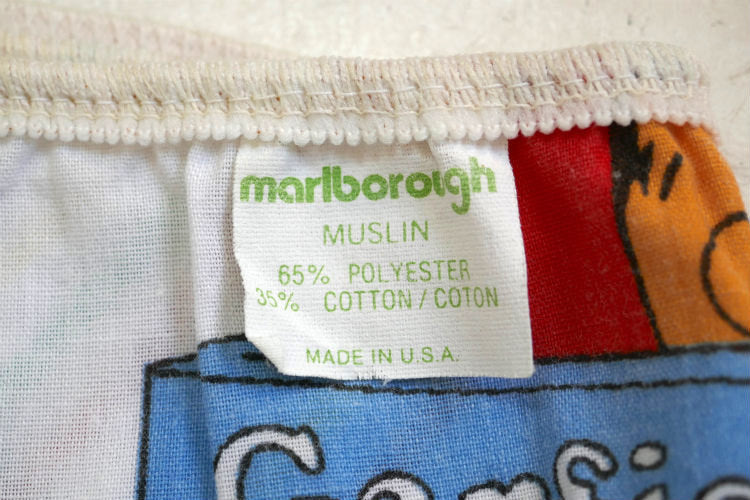 marlborough
MUSLIN
65% POLYESTER
35% COTTON/COTON
MADE IN U.S.A.